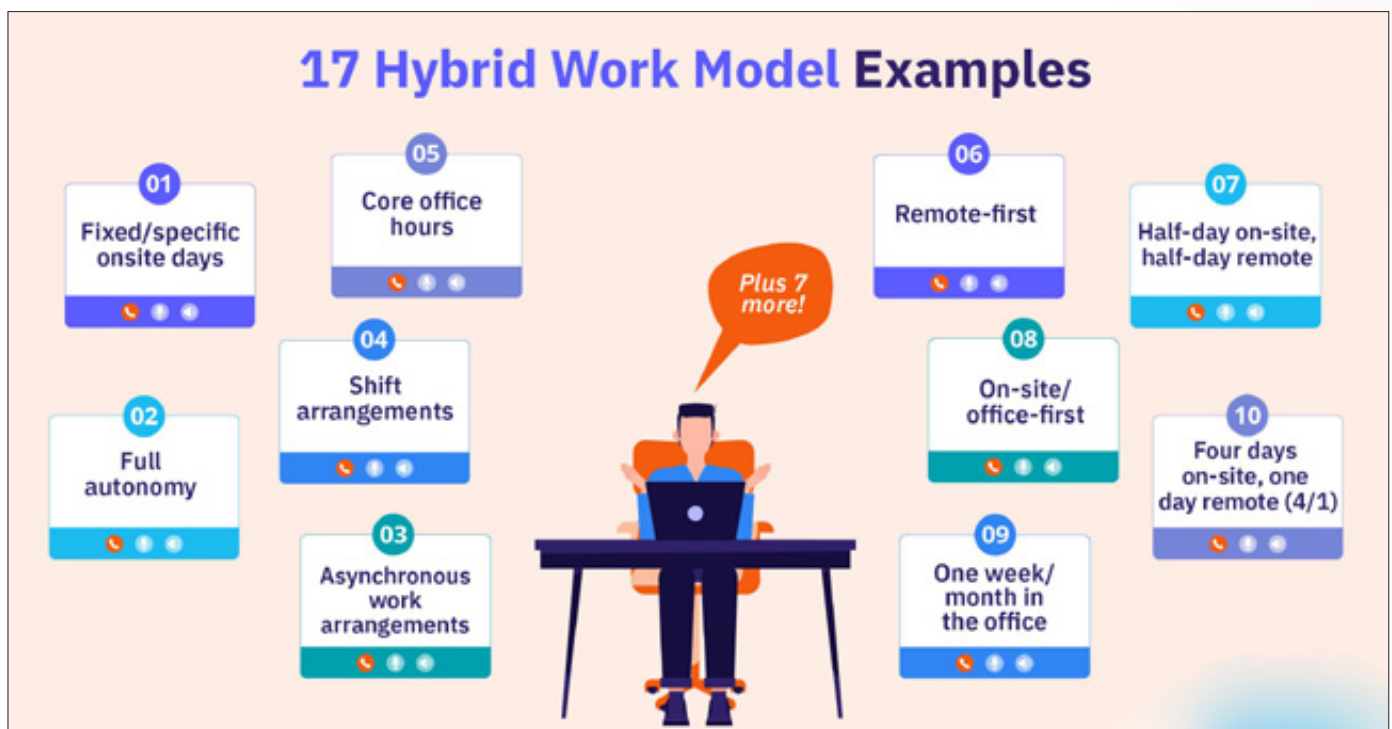 17 Hybrid Work Model Examples
01
Fixed/specific
onsite days
02
Full
autonomy
03
Asynchronous
work
arrangements
04
Shift
arrangements
05
Core office
hours
Plus 7
more!
06
Remote-first
07
Half-day on-site,
half-day remote
08
On-site/
office-first
09
One week/
month in
the office
10
Four days
on-site, one
day remote (4/1)